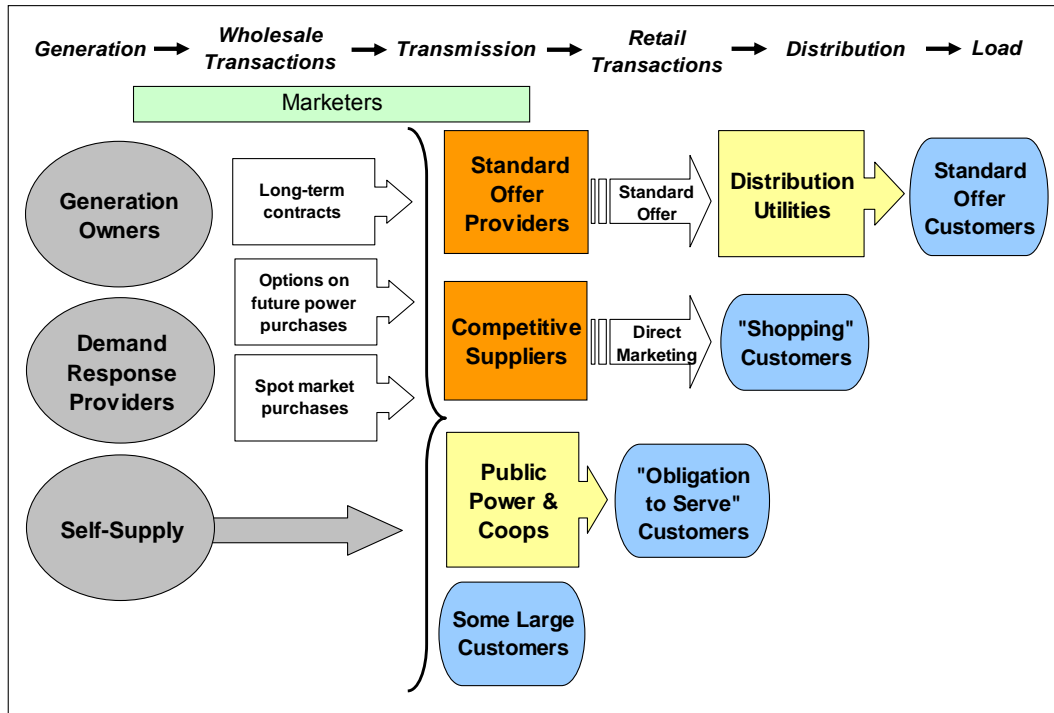 Generation
Wholesale
Transactions
Transmission
Retail
Transactions
Distribution
Load
Marketers
Generation
Owners
Long-term
contracts
Standard
Offer
Providers
Standard
Offer
Distribution
Utilities
Standard
Offer
Customers
Demand
Response
Providers
Options on
future power
purchases
Spot market
purchases
Competitive
Suppliers
Direct
Marketing
"Shopping"
Customers
Self-Supply
Public
Power &
Coops
"Obligation
to Serve"
Customers
Some Large
Customers